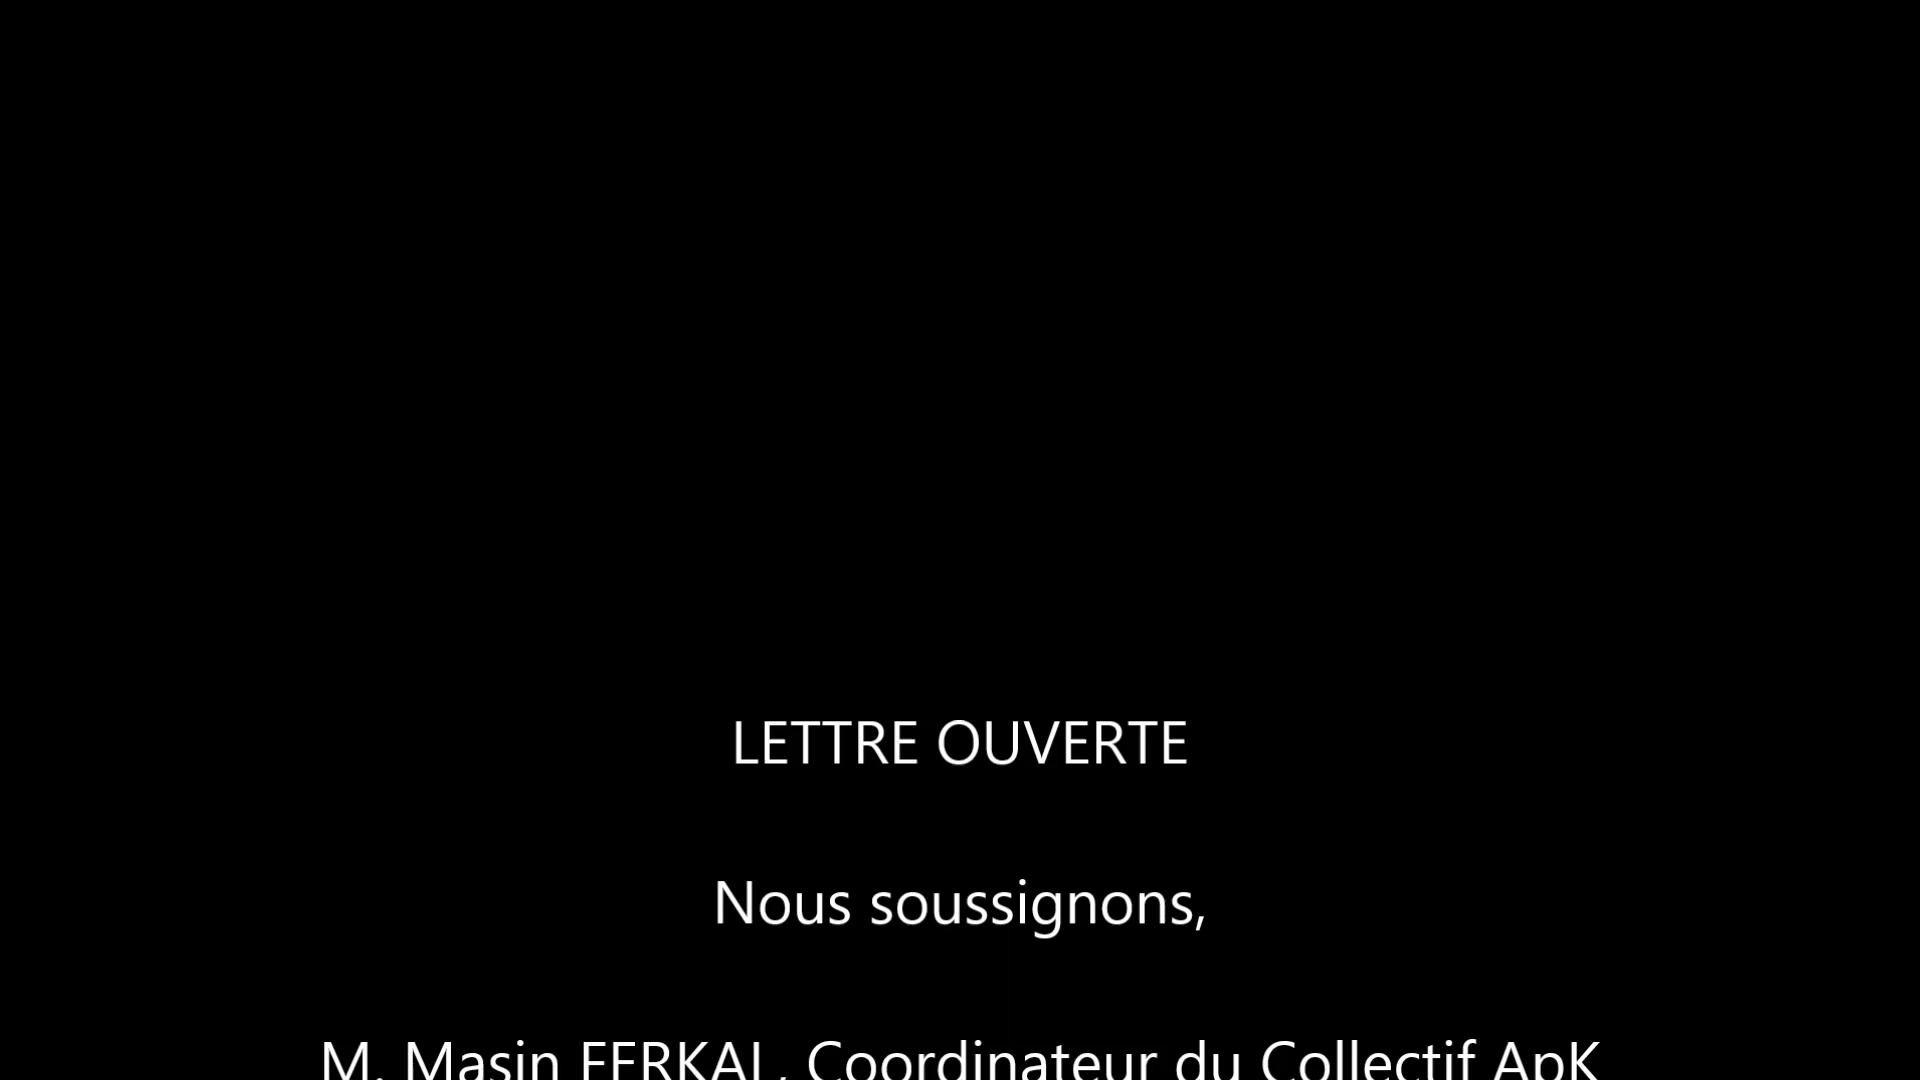 LETTRE OUVERTE
Nous soussignons,
M. Masin FERKAL, Coordinateur du Collectif ApK